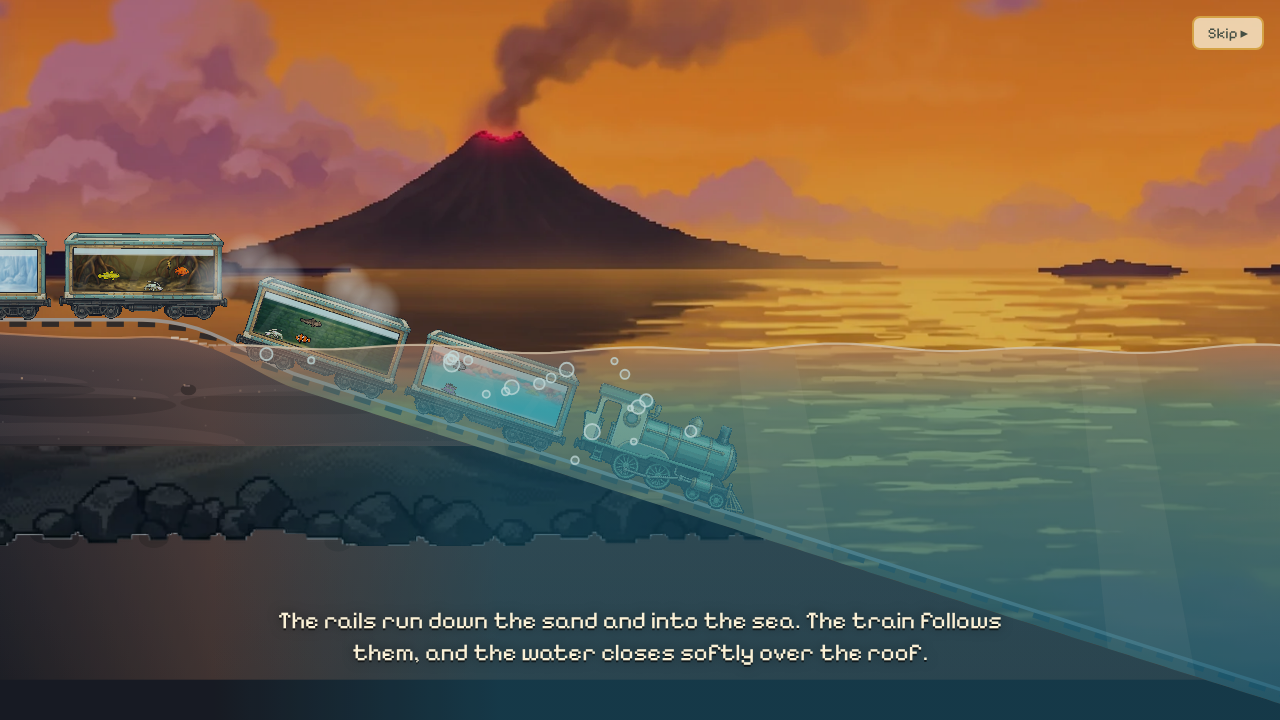 Skip ▸
The rails run down the sand and into the sea. The train follows
them, and the water closes softly over the roof.